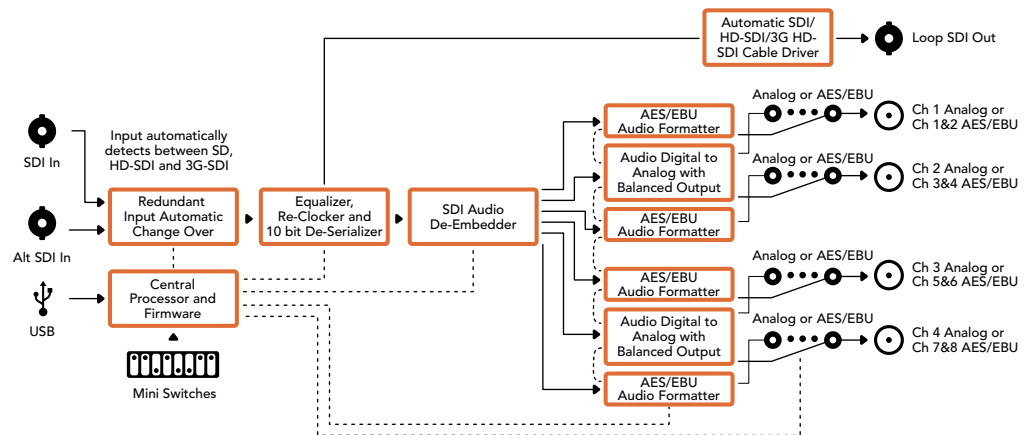 Automatic SDI/
HD-SDI/3G HD-
SDI Cable Driver
Loop SDI Out
SDI In
Input automatically
detects between SD,
HD-SDI and 3G-SDI
Alt SDI In
Redundant
Input Automatic
Change Over
Equalizer,
Re-Clocker and
10 bit De-Serializer
SDI Audio
De-Embedder
USB
Central
Processor and
Firmware
Mini Switches
AES/EBU
Audio Formatter
Audio Digital to
Analog with
Balanced Output
AES/EBU
Audio Formatter
AES/EBU
Audio Formatter
Audio Digital to
Analog with
Balanced Output
AES/EBU
Audio Formatter
Analog or AES/EBU
Ch 1 Analog or
Ch 1&2 AES/EBU
Analog or AES/EBU
Ch 2 Analog or
Ch 3&4 AES/EBU
Analog or AES/EBU
Ch 3 Analog or
Ch 5&6 AES/EBU
Analog or AES/EBU
Ch 4 Analog or
Ch 7&8 AES/EBU